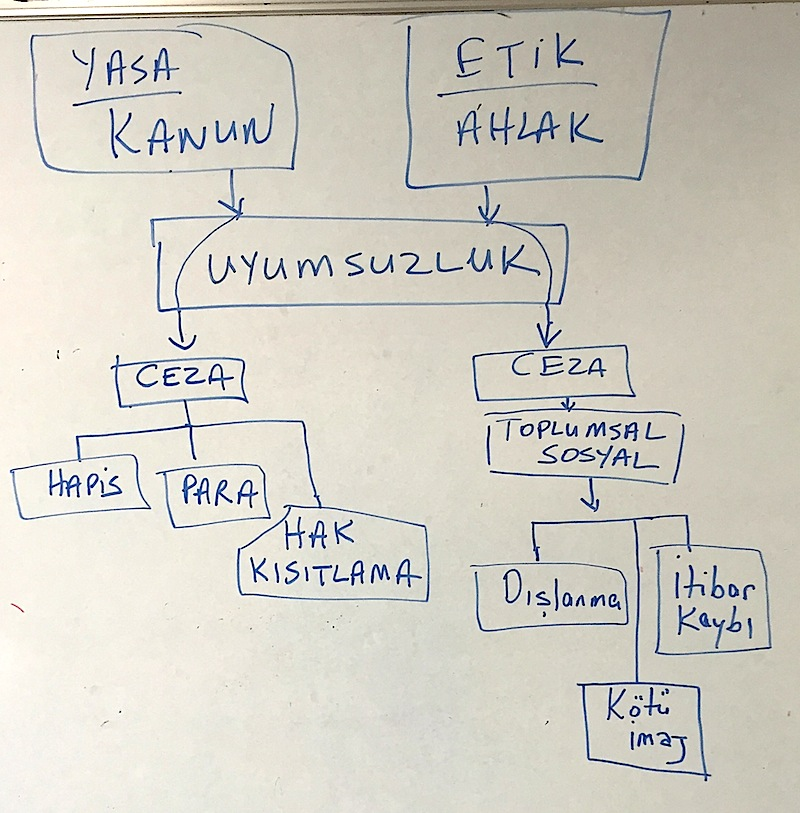 YASA
KANUN
ETİK
AHLAK
UYUMSUZLUK
CEZA
HAPİS
PARA
HAK
KISITLAMA
CEZA
TOPLUMSAL
SOSYAL
Dışlanma
İtibar
Kaybı
Kötü
imaj